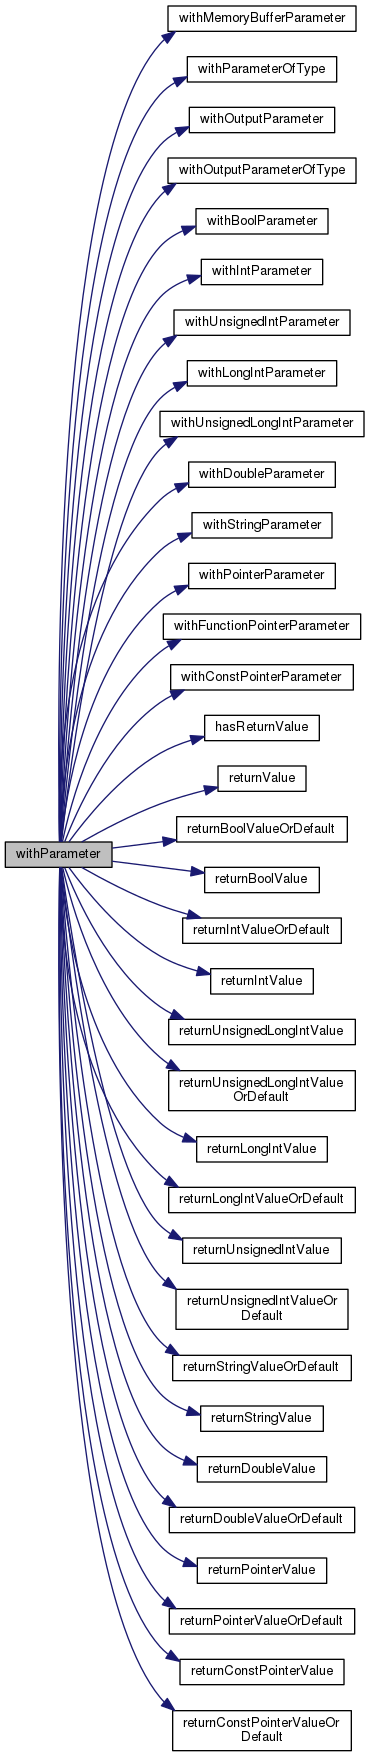 withMemoryBufferParameter
withParameterOfType
withOutputParameter
withOutputParameterOfType
withBoolParameter
withIntParameter
withUnsignedIntParameter
withLongIntParameter
withUnsignedLongIntParameter
withDoubleParameter
withStringParameter
withPointerParameter
withFunctionPointerParameter
withConstPointerParameter
hasReturnValue
returnValue
returnBoolValueOrDefault
withParameter
returnBoolValue
returnIntValueOrDefault
returnIntValue
returnUnsignedLongIntValue
returnUnsignedLongIntValue
OrDefault
returnLongIntValue
returnLongIntValueOrDefault
returnUnsignedIntValue
returnUnsignedIntValueOr
Default
returnStringValueOrDefault
returnStringValue
returnDoubleValue
returnDoubleValueOrDefault
returnPointerValue
returnPointerValueOrDefault
returnConstPointerValue
returnConstPointerValueOr
Default